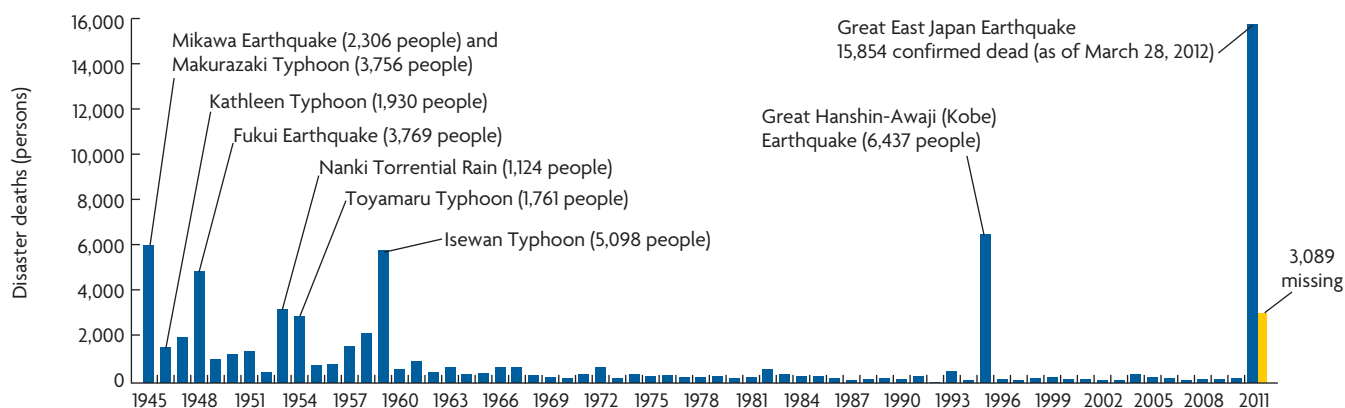 16,000
14,000
12,000
10,000
8,000
6,000
4,000
2,000
0
Disaster deaths (persons)
Mikawa Earthquake (2,306 people) and
Makurazaki Typhoon (3,756 people)
Kathleen Typhoon (1,930 people)
Fukui Earthquake (3,769 people)
Nanki Torrential Rain (1,124 people)
Toyamaru Typhoon (1,761 people)
Isewan Typhoon (5,098 people)
Great Hanshin-Awaji (Kobe)
Earthquake (6,437 people)
Great East Japan Earthquake
15,854 confirmed dead (as of March 28, 2012)
3,089
missing
1945 1948 1951 1954 1957 1960 1963 1966 1969 1972 1975 1978 1981 1984 1987 1990 1993 1996 1999 2002 2005 2008 2011